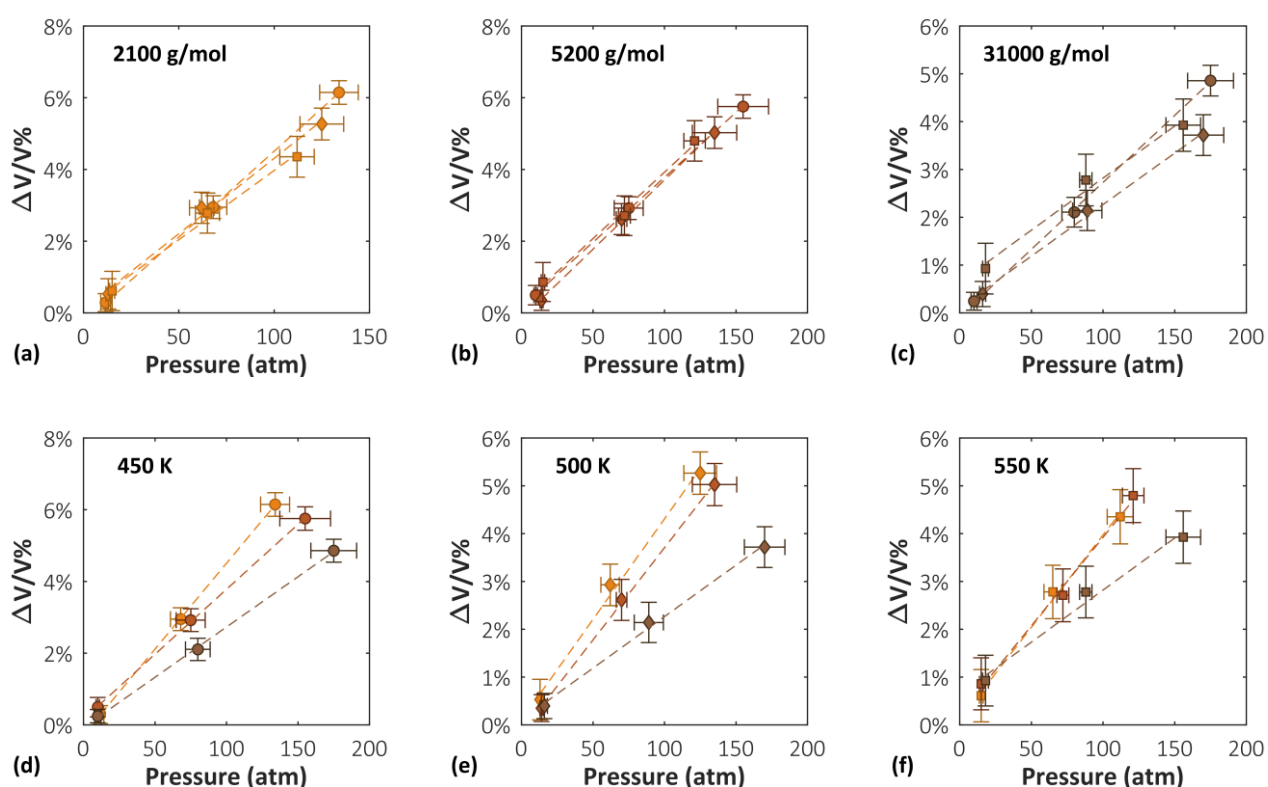 2100 g/mol
8%
6%
4%
2%
0%
ΔV/V%
0 50 100 150
Pressure (atm)
(a)
5200 g/mol
8%
6%
4%
2%
0%
ΔV/V%
0 50 100 150 200
Pressure (atm)
(b)
31000 g/mol
6%
5%
4%
3%
2%
1%
0%
ΔV/V%
0 50 100 150 200
Pressure (atm)
(c)
450 K
8%
6%
4%
2%
0%
ΔV/V%
0 50 100 150 200
Pressure (atm)
(d)
500 K
6%
5%
4%
3%
2%
1%
0%
ΔV/V%
0 50 100 150 200
Pressure (atm)
(e)
550 K
6%
5%
4%
3%
2%
1%
0%
ΔV/V%
0 50 100 150 200
Pressure (atm)
(f)